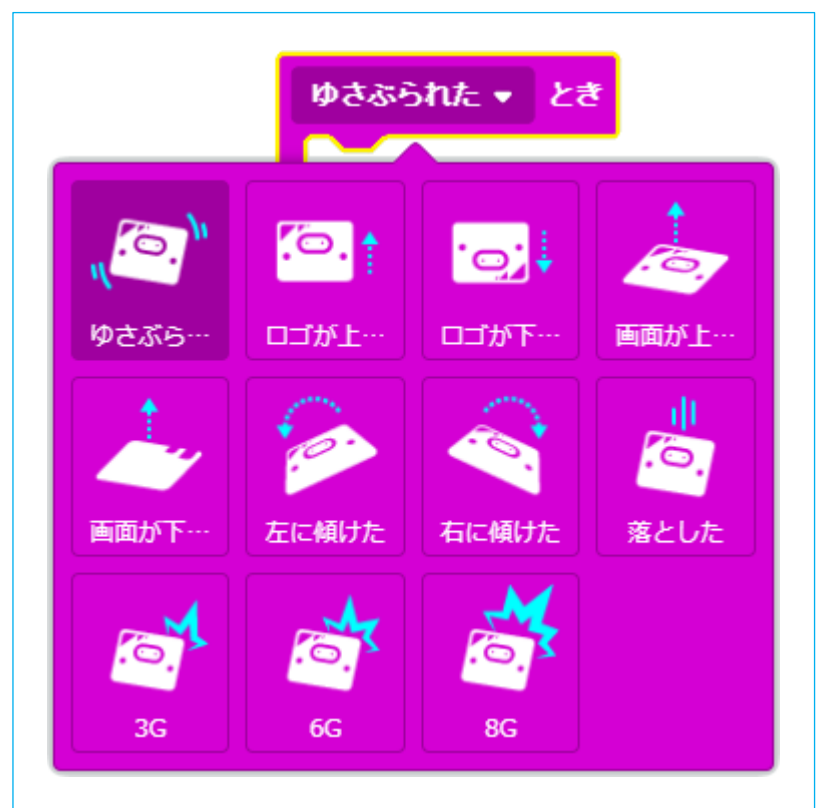 ゆさぶられた とき
ゆさぶら… ロゴが上… ロゴが下… 画面が上…
画面が下… 左に傾けた 右に傾けた 落とした
3G 6G 8G